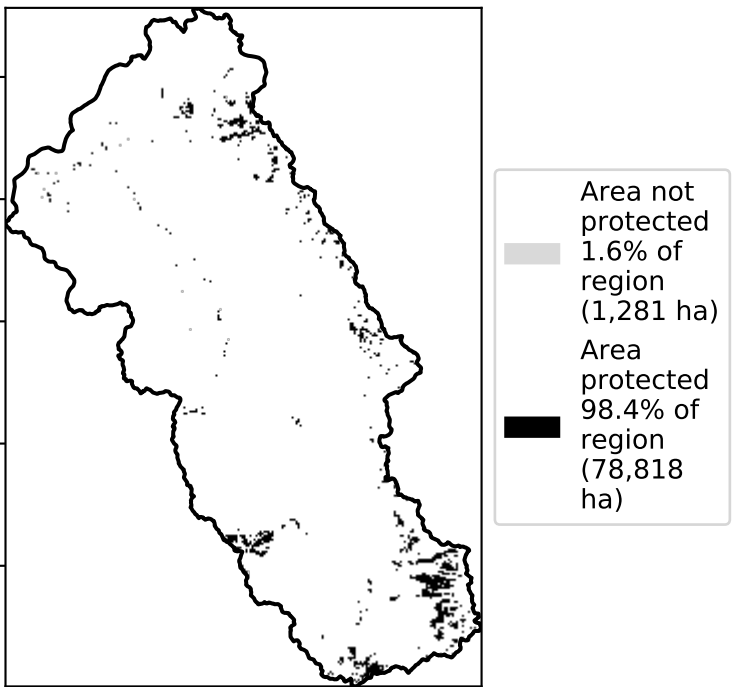 Area not
protected
1.6% of
region
(1,281 ha)
Area
protected
98.4% of
region
(78,818
ha)